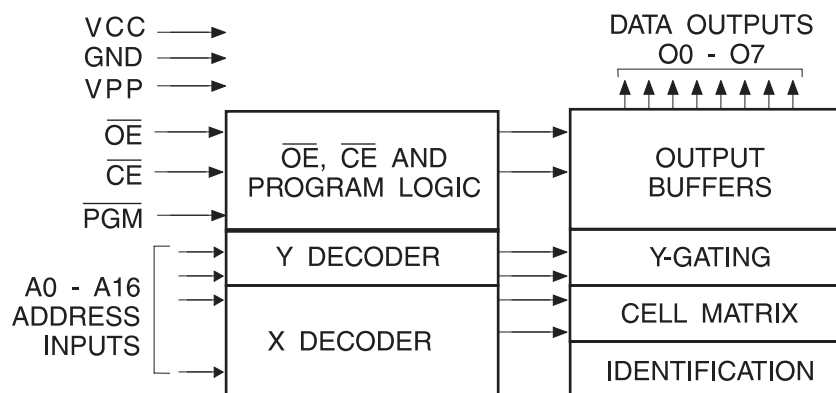 VCC
GND
VPP
OE
CE
PGM
A0 - A16
ADDRESS
INPUTS
OE, CE AND
PROGRAM LOGIC
Y DECODER
X DECODER
DATA OUTPUTS
O0 - O7
OUTPUT
BUFFERS
Y-GATING
CELL MATRIX
IDENTIFICATION